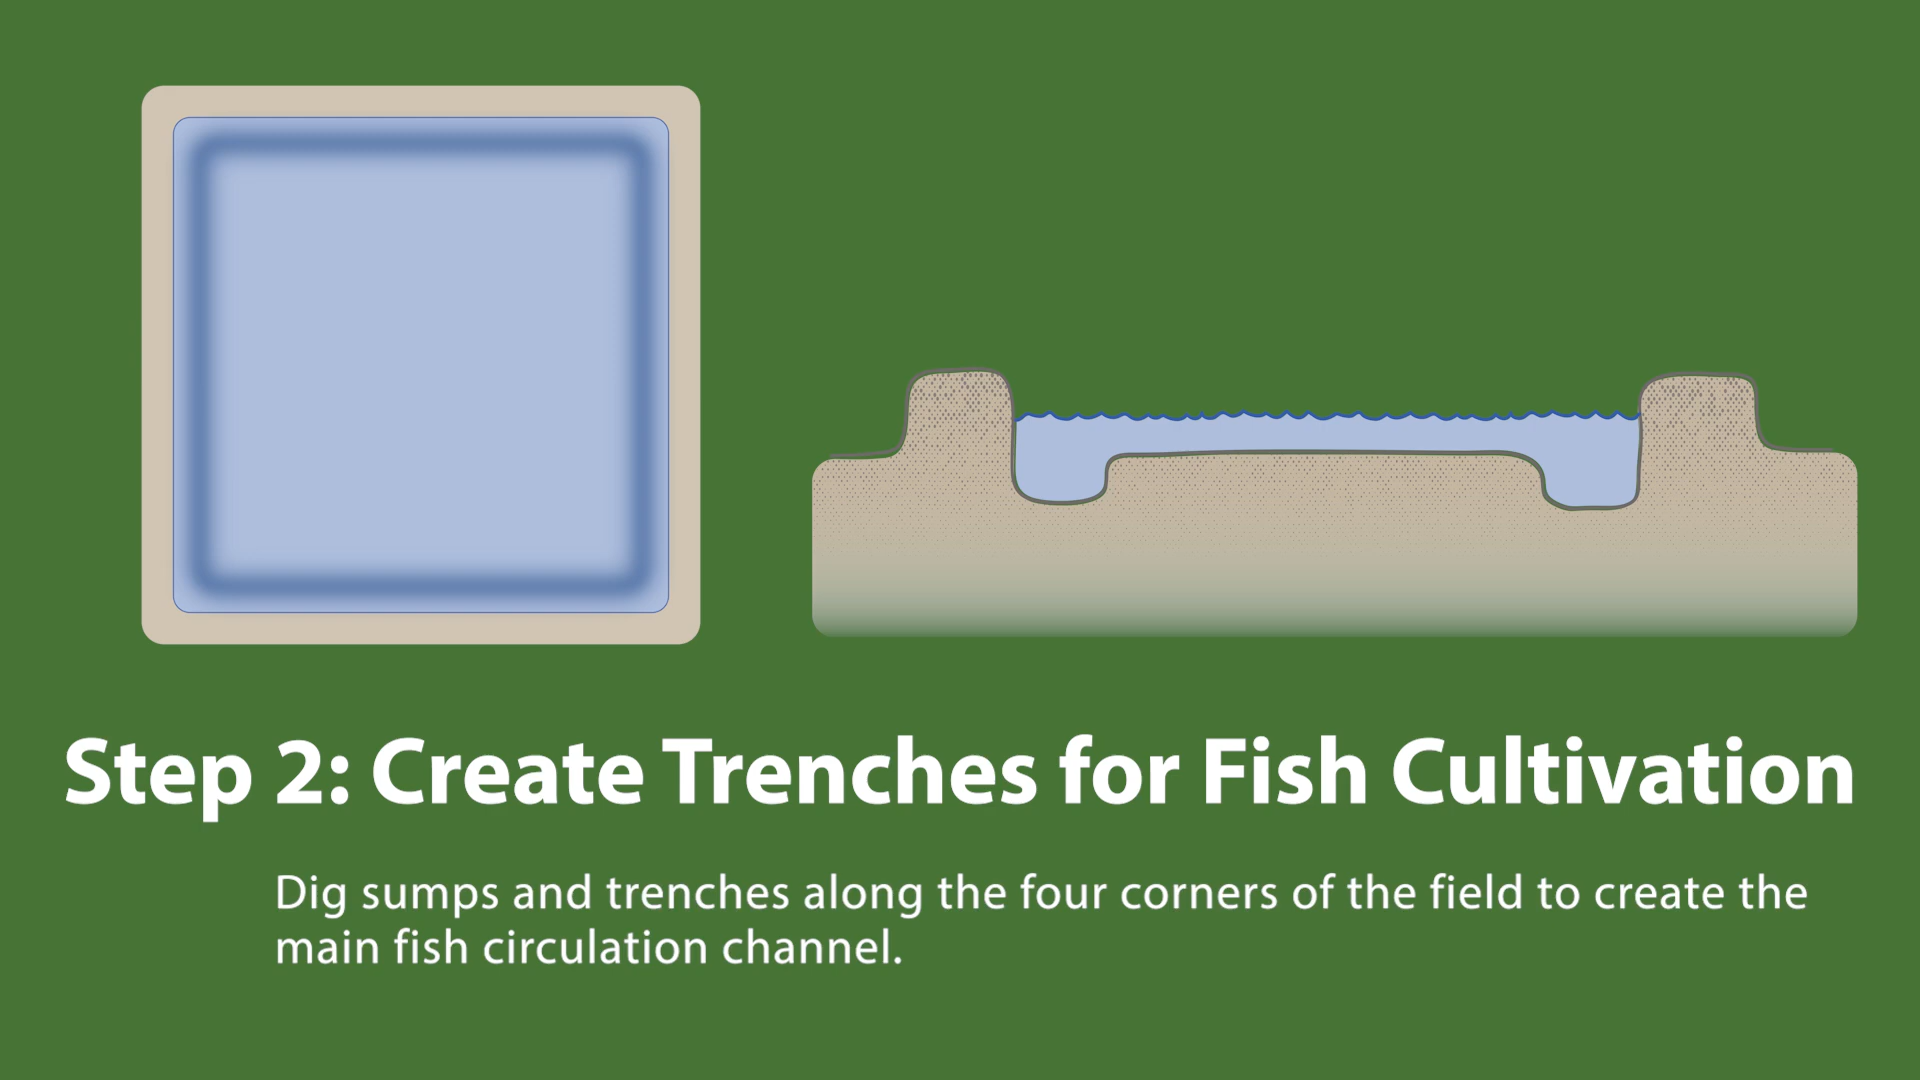 Step 2: Create Trenches for Fish Cultivation
Dig sumps and trenches along the four corners of the field to create the
main fish circulation channel.